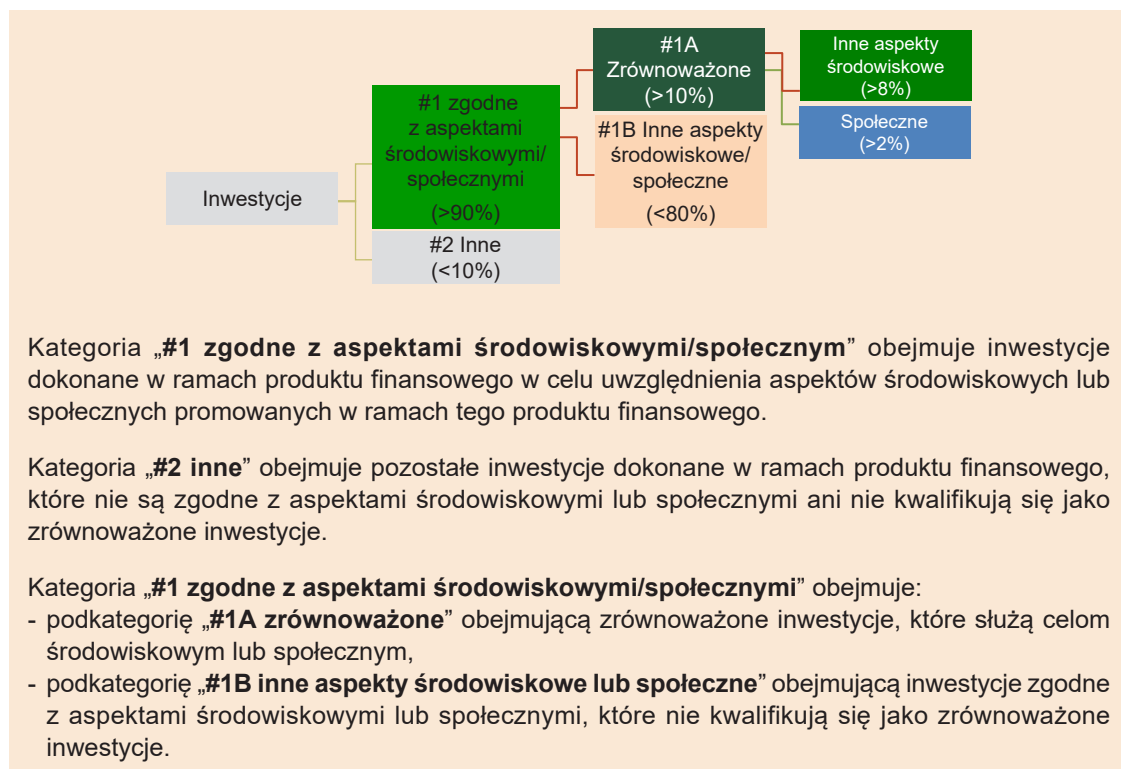 Inwestycje
#1 zgodne
z aspektami
środowiskowymi/
społecznymi
(>90%)
#2 Inne
(<10%)
#1A
Zrównoważone
(>10%)
#1B Inne aspekty
środowiskowe/
społeczne
(<80%)
Inne aspekty
środowiskowe
(>8%)
Społeczne
(>2%)
Kategoria „#1 zgodne z aspektami środowiskowymi/społecznym” obejmuje inwestycje
dokonane w ramach produktu finansowego w celu uwzględnienia aspektów środowiskowych lub
społecznych promowanych w ramach tego produktu finansowego.
Kategoria „#2 inne” obejmuje pozostałe inwestycje dokonane w ramach produktu finansowego,
które nie są zgodne z aspektami środowiskowymi lub społecznymi ani nie kwalifikują się jako
zrównoważone inwestycje.
Kategoria „#1 zgodne z aspektami środowiskowymi/społecznymi” obejmuje:
- podkategorię „#1A zrównoważone” obejmującą zrównoważone inwestycje, które służą celom
środowiskowym lub społecznym,
- podkategorię „#1B inne aspekty środowiskowe lub społeczne” obejmującą inwestycje zgodne
z aspektami środowiskowymi lub społecznymi, które nie kwalifikują się jako zrównoważone
inwestycje.